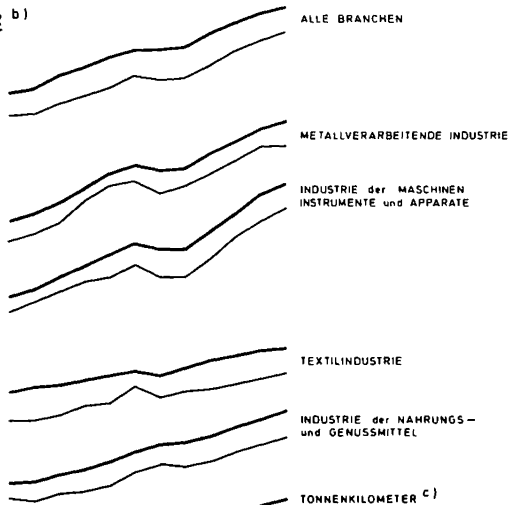 b)
ALLE BRANCHEN
METALLVERARBEITENDE INDUSTRIE
INDUSTRIE der MASCHINEN
INSTRUMENTE und APPARATE
TEXTILINDUSTRIE
INDUSTRIE der NAHRUNGS-
und GENUSSMITTEL
TONNENKILOMETER c)